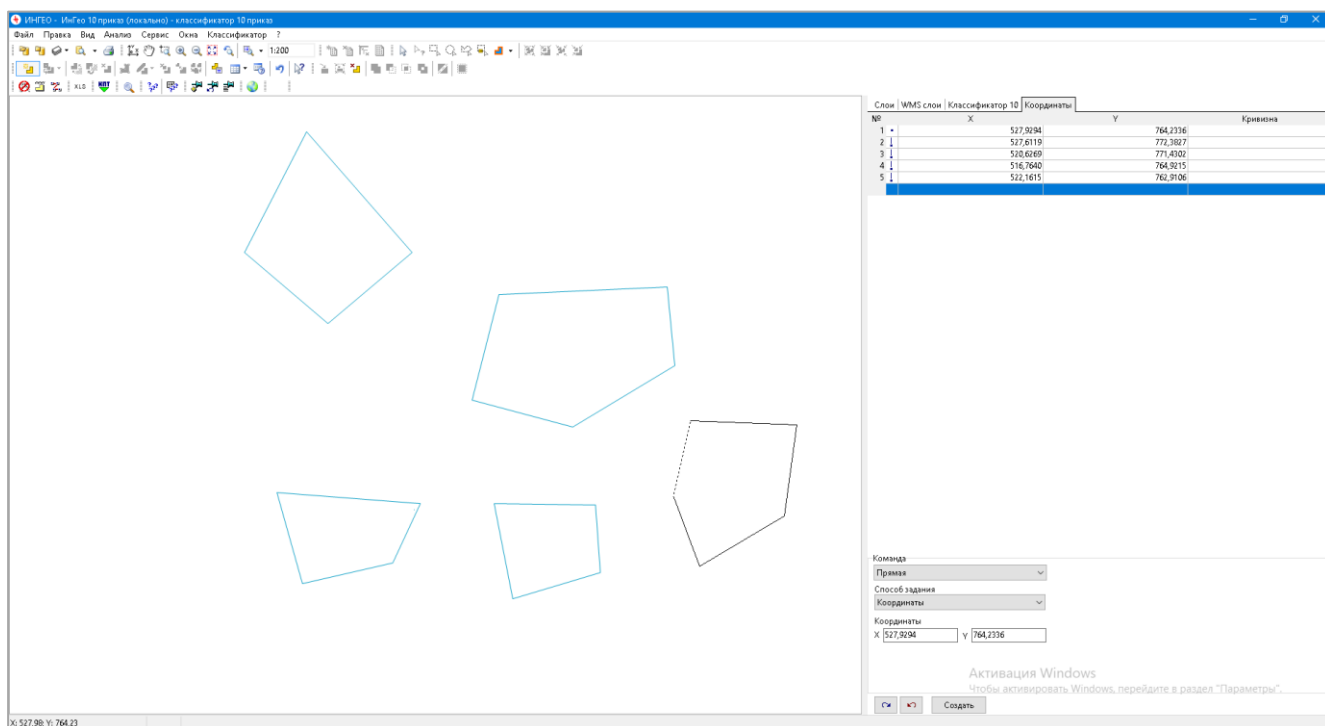 ИНГЕО - ИнГео 10 приказ (локально) - классификатор 10 приказ
Файл Правка Вид Анализ Сервис Окна Классификатор ?
1:200
XLS КПТ
Слои WMS слои Классификатор 10 Координаты
№ X Y Кривизна
1 527,9294 764,2336
2 527,6119 772,3827
3 520,6269 771,4302
4 516,7640 764,9215
5 522,1615 762,9106
Команда
Прямая
Способ задания
Координаты
Координаты
X 527,9294 Y 764,2336
Активация Windows
Чтобы активировать Windows, перейдите в раздел "Параметры".
Создать
X: 527.98: Y: 764.23